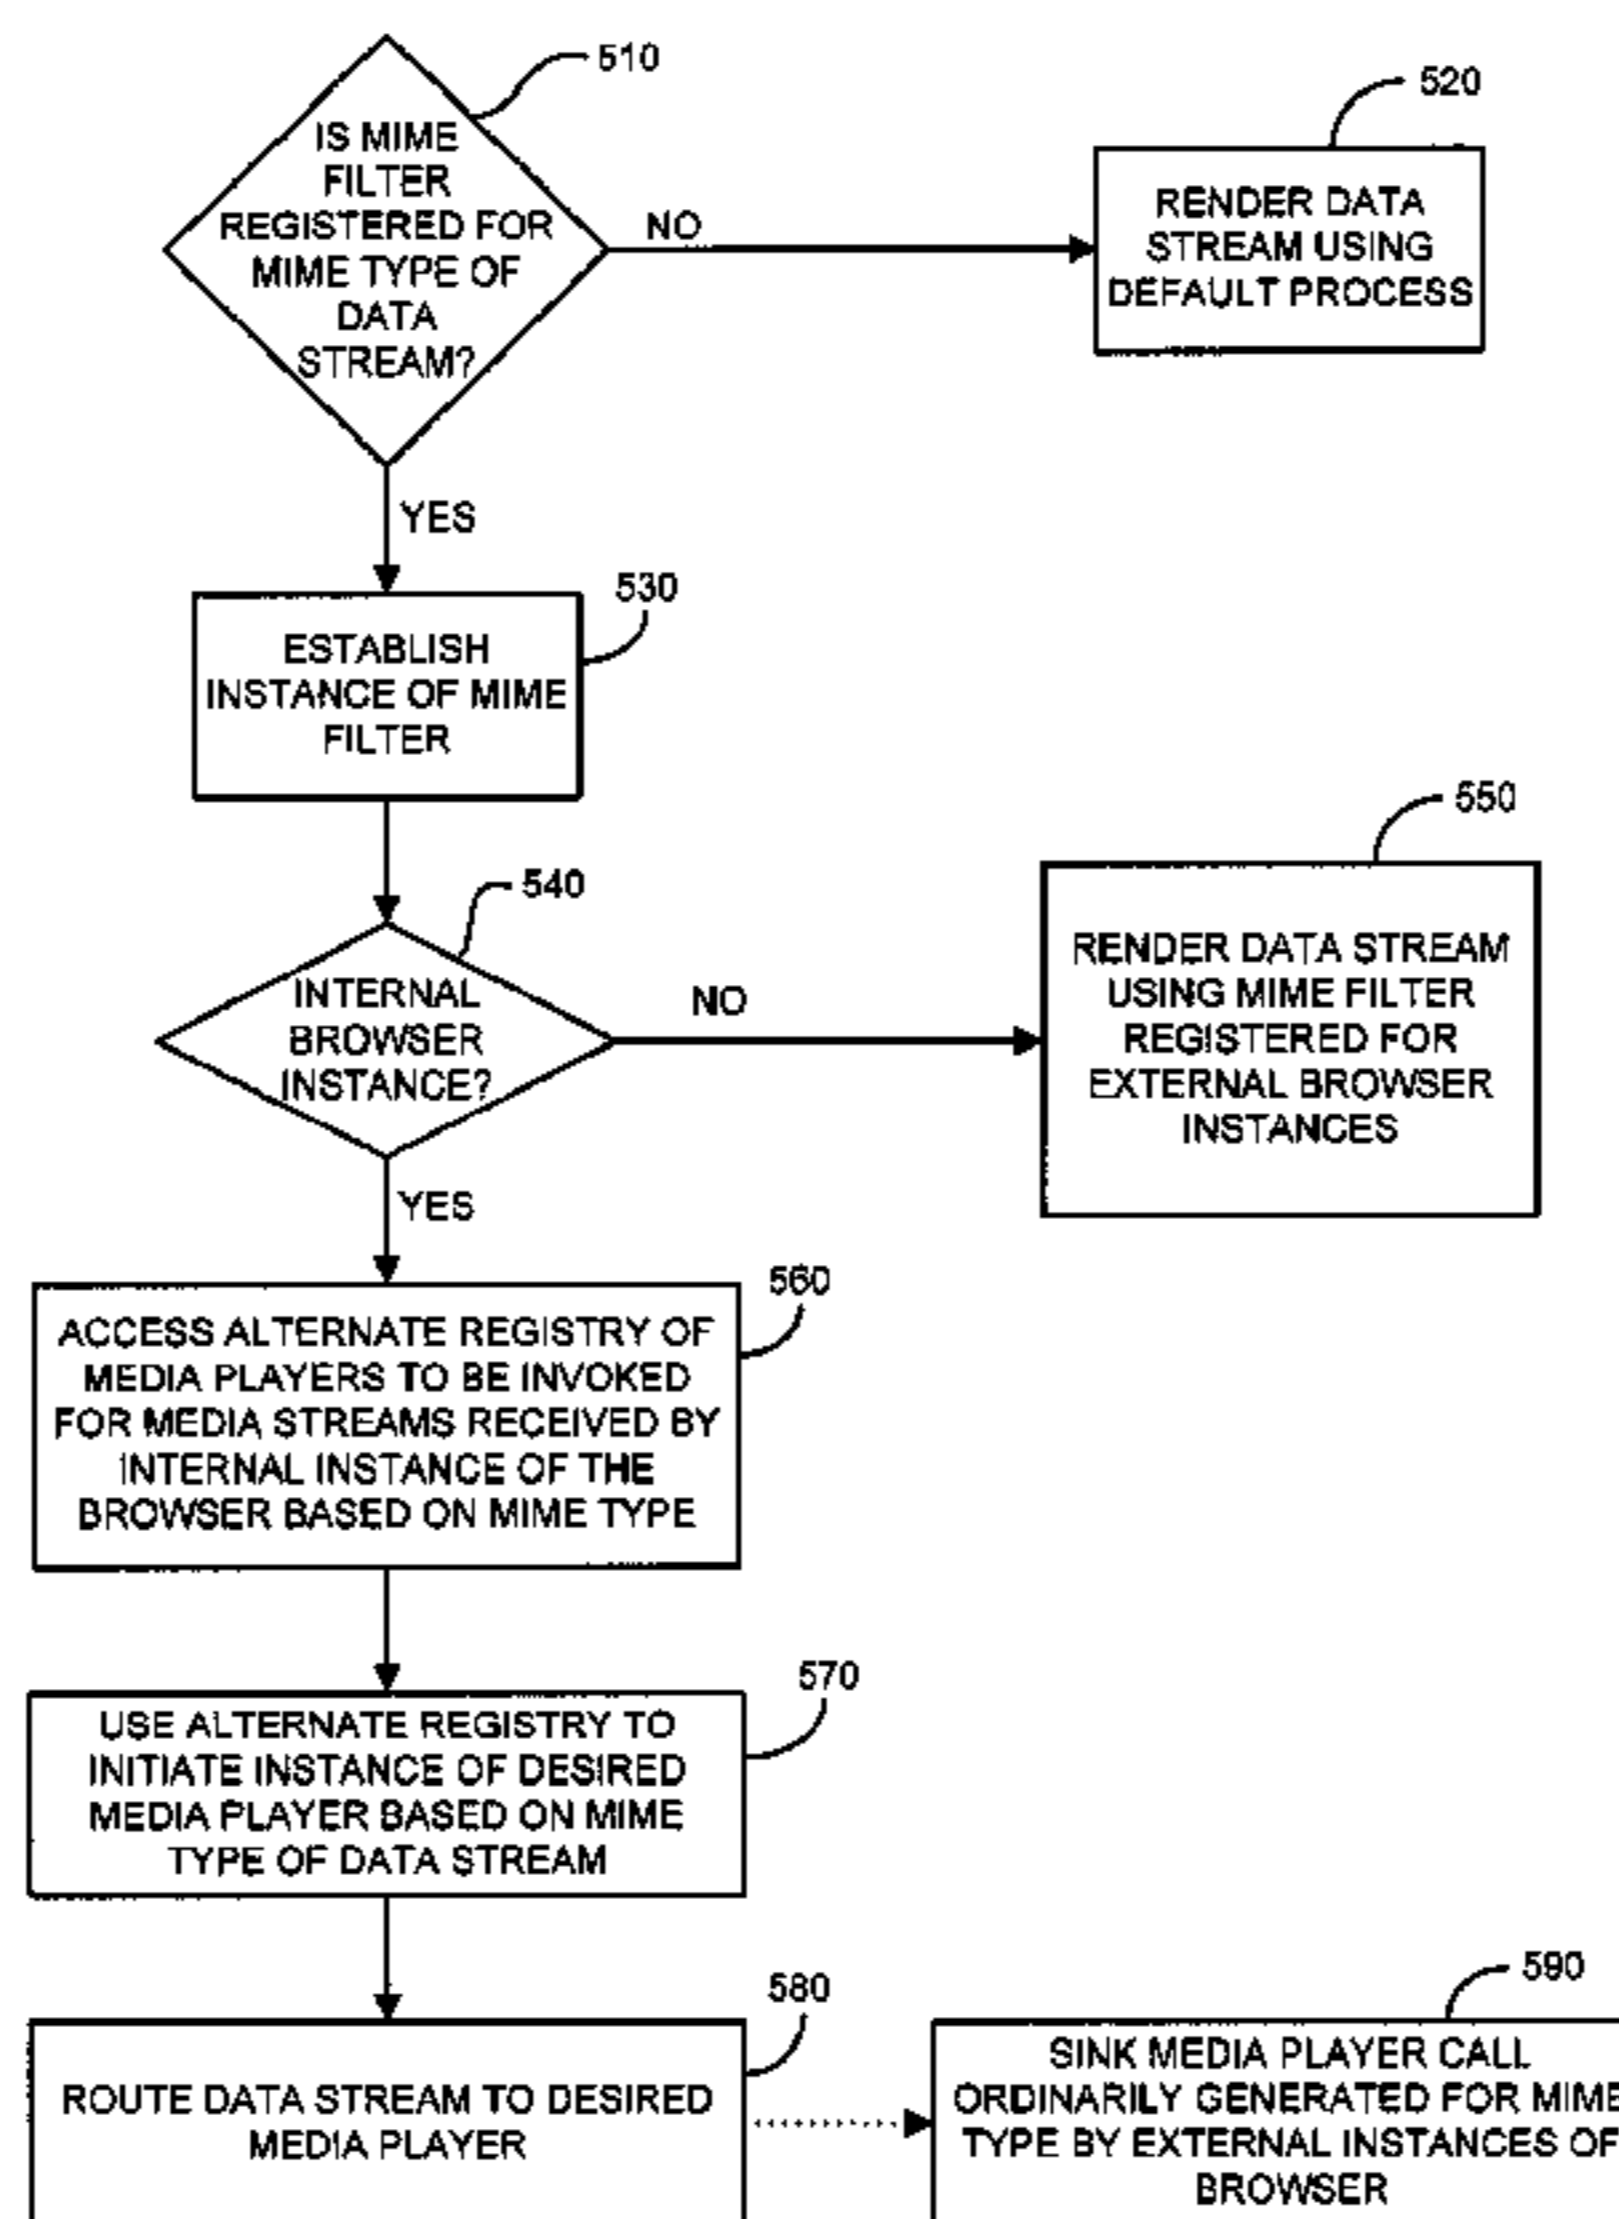 510
IS MIME
FILTER
REGISTERED FOR
MIME TYPE OF
DATA
STREAM?
NO
520
RENDER DATA
STREAM USING
DEFAULT PROCESS
YES
530
ESTABLISH
INSTANCE OF MIME
FILTER
540
INTERNAL
BROWSER
INSTANCE?
NO
550
RENDER DATA STREAM
USING MIME FILTER
REGISTERED FOR
EXTERNAL BROWSER
INSTANCES
YES
560
ACCESS ALTERNATE REGISTRY OF
MEDIA PLAYERS TO BE INVOKED
FOR MEDIA STREAMS RECEIVED BY
INTERNAL INSTANCE OF THE
BROWSER BASED ON MIME TYPE
570
USE ALTERNATE REGISTRY TO
INITIATE INSTANCE OF DESIRED
MEDIA PLAYER BASED ON MIME
TYPE OF DATA STREAM
580
ROUTE DATA STREAM TO DESIRED
MEDIA PLAYER
590
SINK MEDIA PLAYER CALL
ORDINARILY GENERATED FOR MIME
TYPE BY EXTERNAL INSTANCES OF
BROWSER